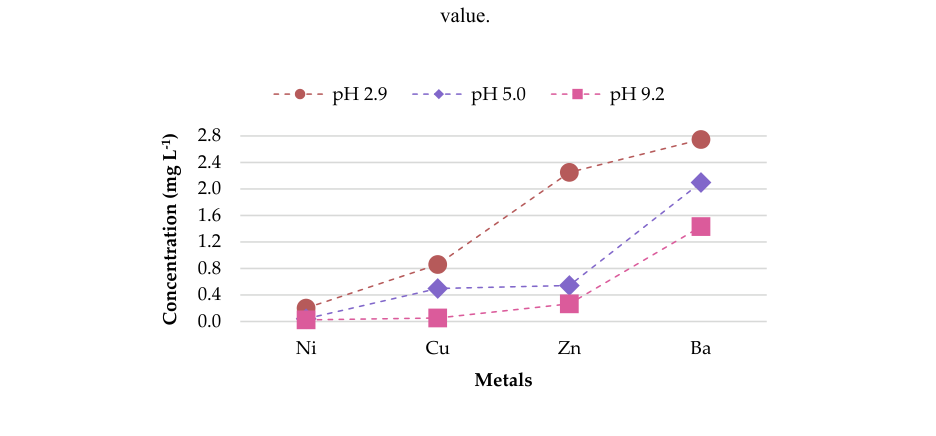 value.
pH 2.9 pH 5.0 pH 9.2
Concentration (mg L⁻¹)
2.8
2.4
2.0
1.6
1.2
0.8
0.4
0.0
Ni Cu Zn Ba
Metals